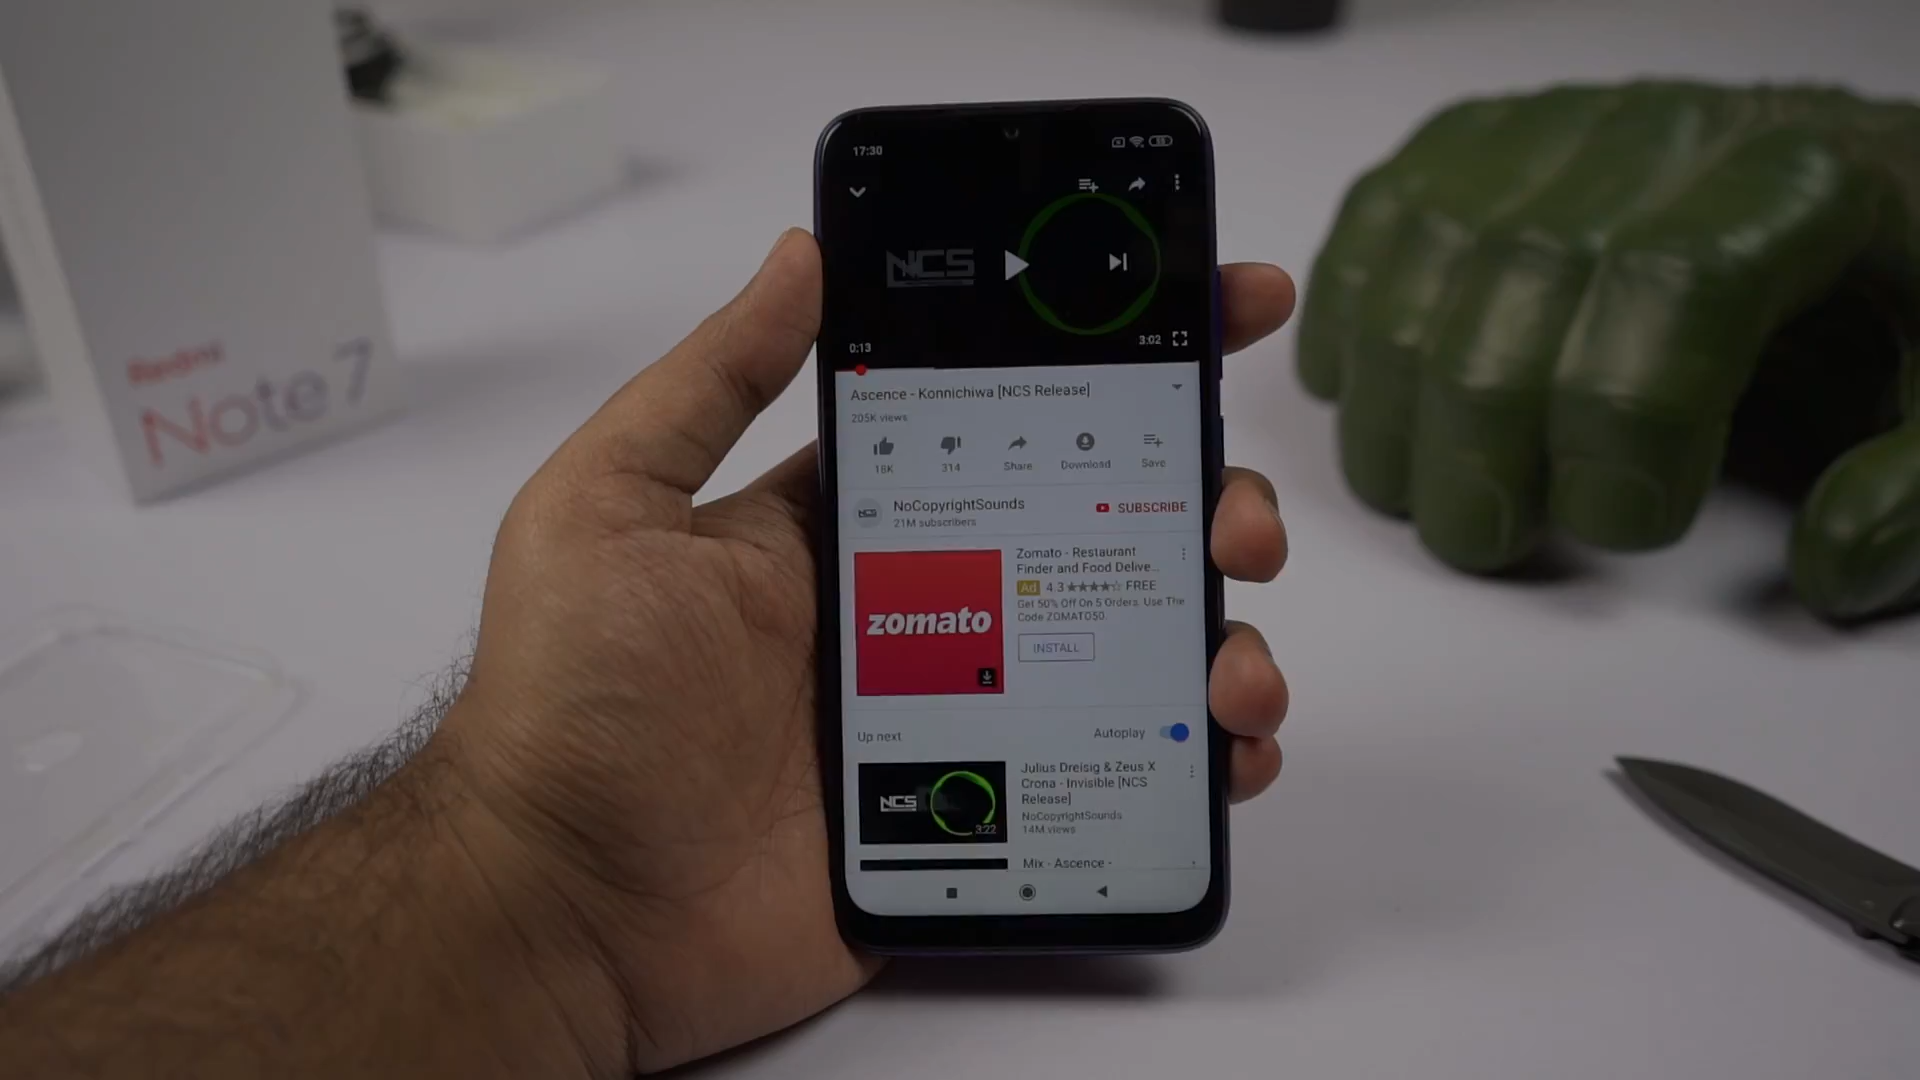 Redmi
Note 7
17:30
55
NCS
0:13
3:02
Ascence - Konnichiwa [NCS Release]
205K views
18K
314
Share
Download
Save
NCS
NoCopyrightSounds
21M subscribers
SUBSCRIBE
zomato
Zomato - Restaurant
Finder and Food Delive...
Ad 4.3 ★★★★☆ FREE
Get 50% Off On 5 Orders. Use The
Code ZOMATO50.
INSTALL
Up next
Autoplay
NCS
3:22
Julius Dreisig & Zeus X
Crona - Invisible [NCS
Release]
NoCopyrightSounds
14M views
Mix - Ascence -